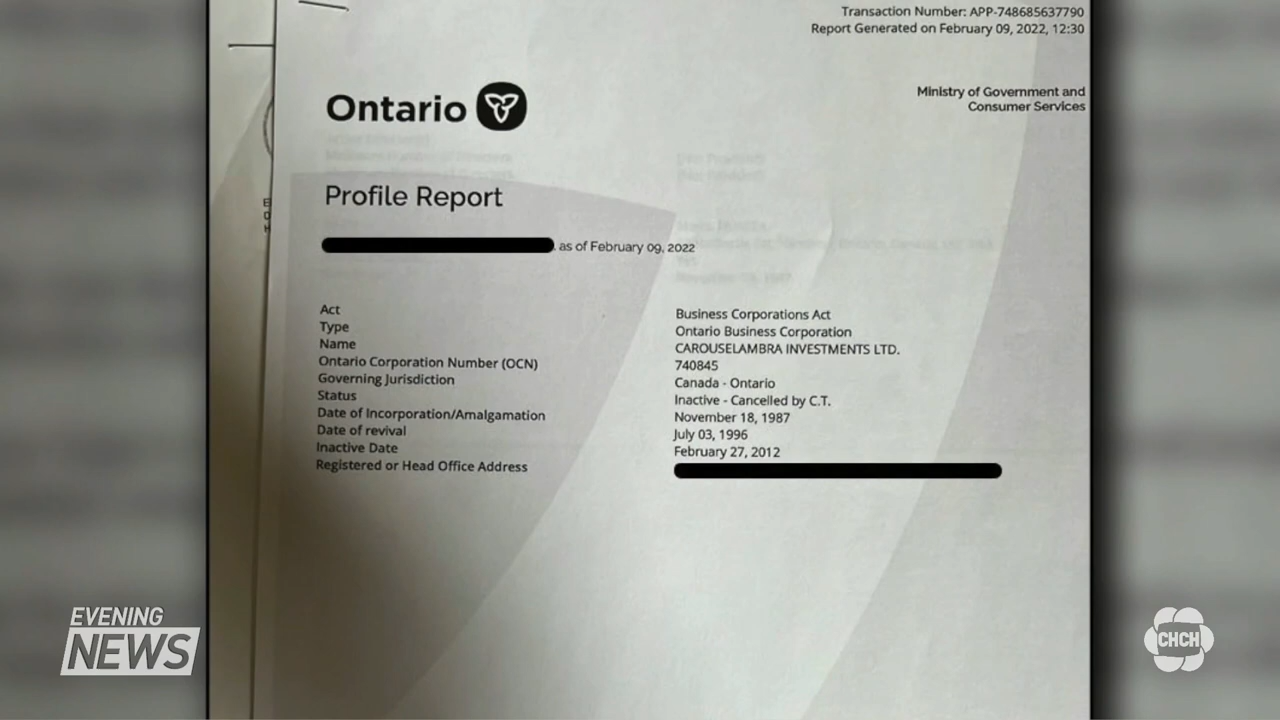 Transaction Number: APP-748685637790
Report Generated on February 09, 2022, 12:30
Ontario
Ministry of Government and
Consumer Services
Profile Report
as of February 09, 2022
Act Business Corporations Act
Type Ontario Business Corporation
Name CAROUSELAMBRA INVESTMENTS LTD.
Ontario Corporation Number (OCN) 740845
Governing Jurisdiction Canada - Ontario
Status Inactive - Cancelled by C.T.
Date of Incorporation/Amalgamation November 18, 1987
Date of revival July 03, 1996
Inactive Date February 27, 2012
Registered or Head Office Address
EVENING
NEWS
CHCH